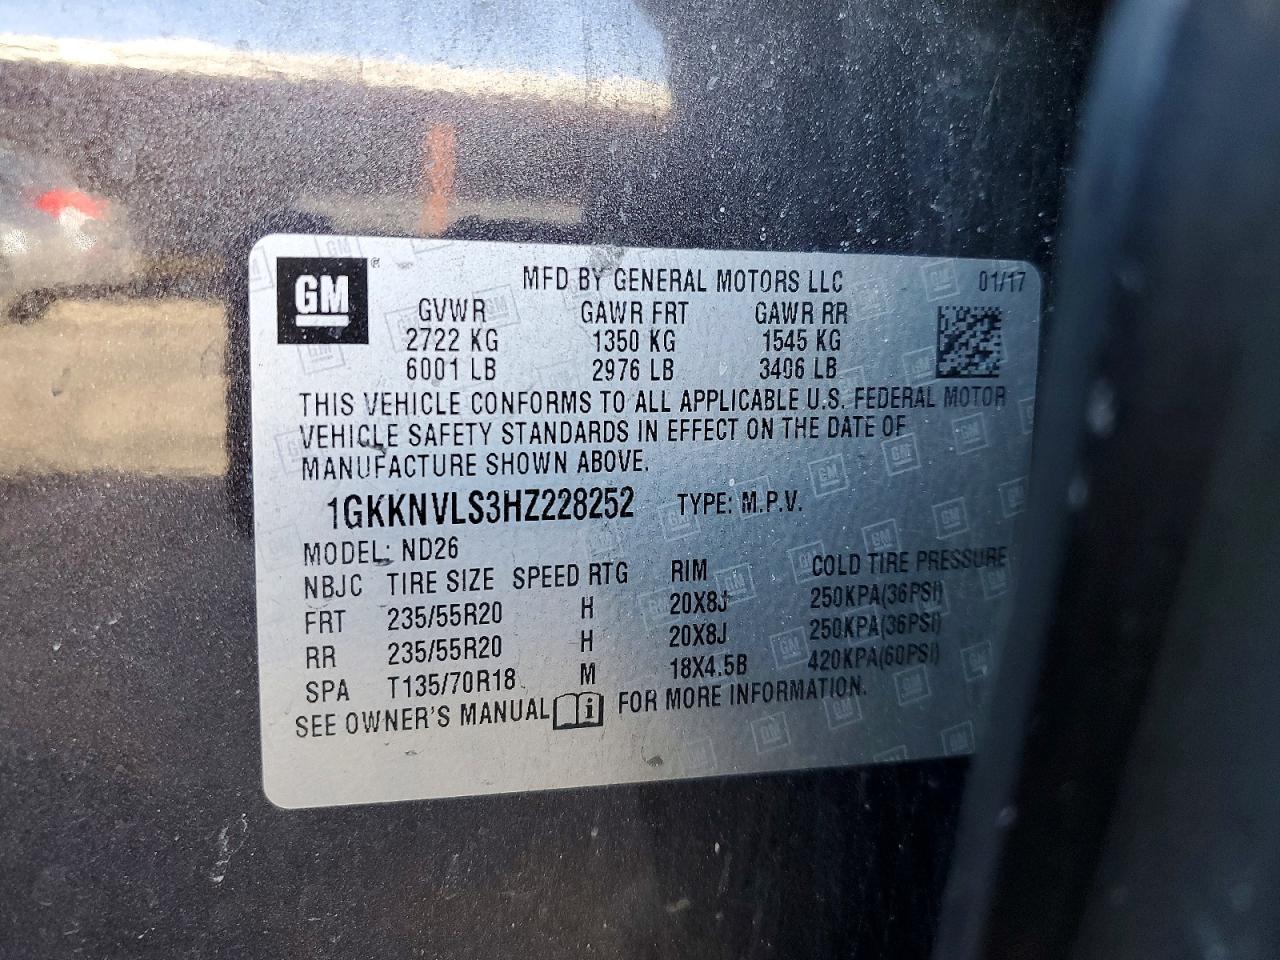 GM
®
MFD BY GENERAL MOTORS LLC 01/17
GVWR GAWR FRT GAWR RR
2722 KG 1350 KG 1545 KG
6001 LB 2976 LB 3406 LB
THIS VEHICLE CONFORMS TO ALL APPLICABLE U.S. FEDERAL MOTOR
VEHICLE SAFETY STANDARDS IN EFFECT ON THE DATE OF
MANUFACTURE SHOWN ABOVE.
1GKKNVLS3HZ228252 TYPE: M.P.V.
MODEL: ND26
NBJC TIRE SIZE SPEED RTG RIM COLD TIRE PRESSURE
FRT 235/55R20 H 20X8J 250KPA(36PSI)
RR 235/55R20 H 20X8J 250KPA(36PSI)
SPA T135/70R18 M 18X4.5B 420KPA(60PSI)
SEE OWNER'S MANUAL i FOR MORE INFORMATION.